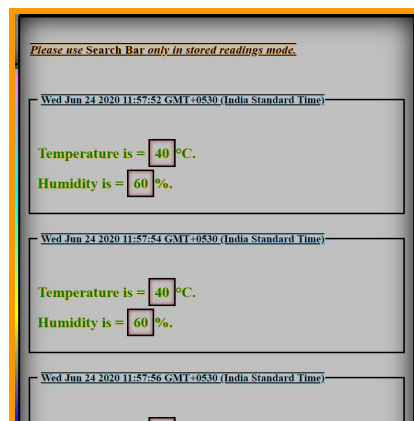 Please use Search Bar only in stored readings mode.
Wed Jun 24 2020 11:57:52 GMT+0530 (India Standard Time)
Temperature is = 40 °C.
Humidity is = 60 %.
Wed Jun 24 2020 11:57:54 GMT+0530 (India Standard Time)
Temperature is = 40 °C.
Humidity is = 60 %.
Wed Jun 24 2020 11:57:56 GMT+0530 (India Standard Time)